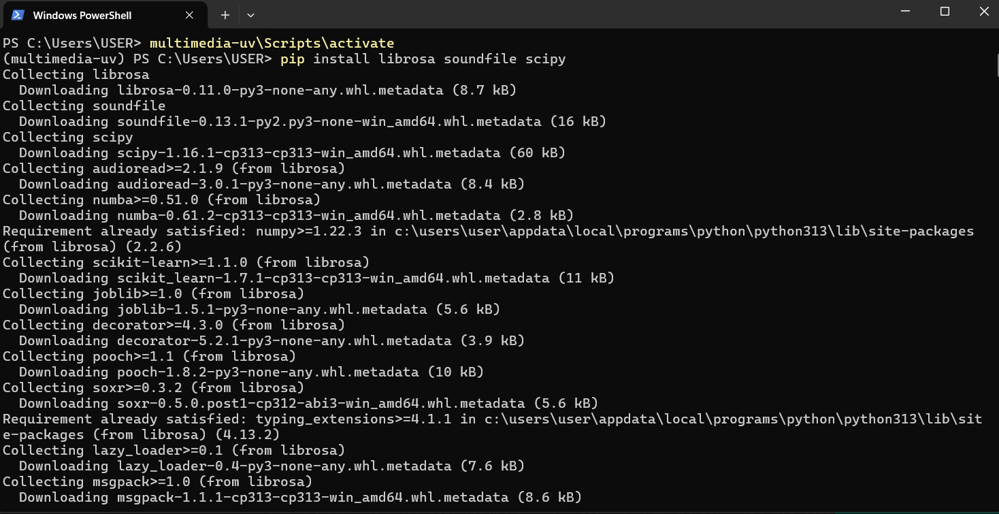 Windows PowerShell
PS C:\Users\USER> multimedia-uv\Scripts\activate
(multimedia-uv) PS C:\Users\USER> pip install librosa soundfile scipy
Collecting librosa
  Downloading librosa-0.11.0-py3-none-any.whl.metadata (8.7 kB)
Collecting soundfile
  Downloading soundfile-0.13.1-py2.py3-none-win_amd64.whl.metadata (16 kB)
Collecting scipy
  Downloading scipy-1.16.1-cp313-cp313-win_amd64.whl.metadata (60 kB)
Collecting audioread>=2.1.9 (from librosa)
  Downloading audioread-3.0.1-py3-none-any.whl.metadata (8.4 kB)
Collecting numba>=0.51.0 (from librosa)
  Downloading numba-0.61.2-cp313-cp313-win_amd64.whl.metadata (2.8 kB)
Requirement already satisfied: numpy>=1.22.3 in c:\users\user\appdata\local\programs\python\python313\lib\site-packages
(from librosa) (2.2.6)
Collecting scikit-learn>=1.1.0 (from librosa)
  Downloading scikit_learn-1.7.1-cp313-cp313-win_amd64.whl.metadata (11 kB)
Collecting joblib>=1.0 (from librosa)
  Downloading joblib-1.5.1-py3-none-any.whl.metadata (5.6 kB)
Collecting decorator>=4.3.0 (from librosa)
  Downloading decorator-5.2.1-py3-none-any.whl.metadata (3.9 kB)
Collecting pooch>=1.1 (from librosa)
  Downloading pooch-1.8.2-py3-none-any.whl.metadata (10 kB)
Collecting soxr>=0.3.2 (from librosa)
  Downloading soxr-0.5.0.post1-cp312-abi3-win_amd64.whl.metadata (5.6 kB)
Requirement already satisfied: typing_extensions>=4.1.1 in c:\users\user\appdata\local\programs\python\python313\lib\sit
e-packages (from librosa) (4.13.2)
Collecting lazy_loader>=0.1 (from librosa)
  Downloading lazy_loader-0.4-py3-none-any.whl.metadata (7.6 kB)
Collecting msgpack>=1.0 (from librosa)
  Downloading msgpack-1.1.1-cp313-cp313-win_amd64.whl.metadata (8.6 kB)